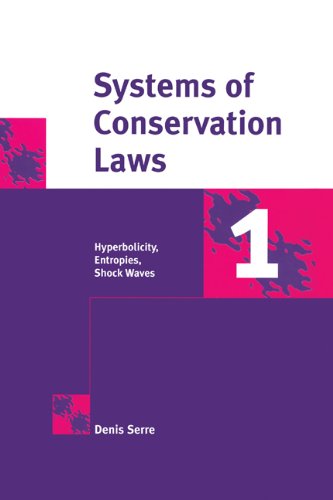 Systems of
Conservation
Laws
Hyperbolicity,
Entropies,
Shock Waves
1
Denis Serre